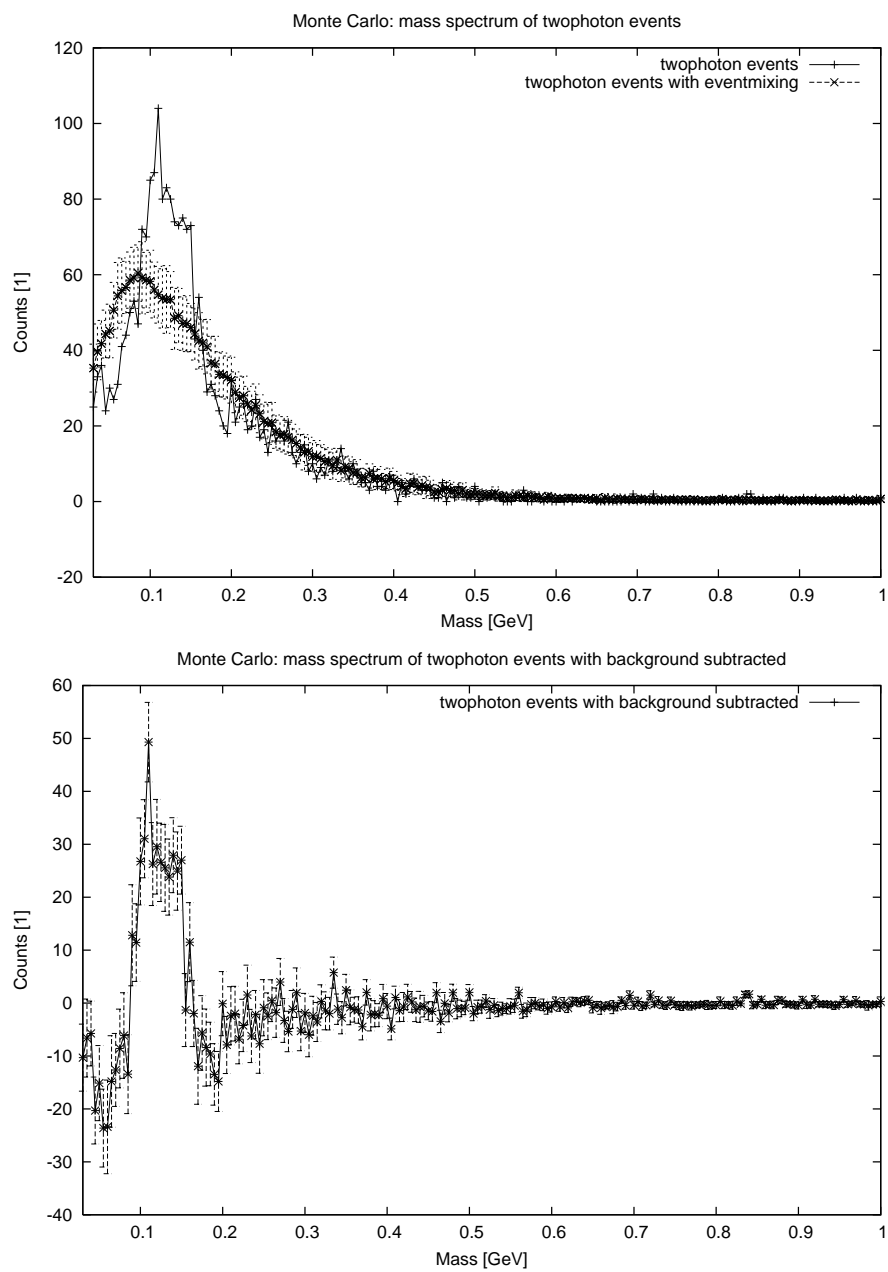 Monte Carlo: mass spectrum of twophoton events
120
100
80
60
40
20
0
-20
Counts [1]
twophoton events
twophoton events with eventmixing
0.1 0.2 0.3 0.4 0.5 0.6 0.7 0.8 0.9 1
Mass [GeV]
Monte Carlo: mass spectrum of twophoton events with background subtracted
60
50
40
30
20
10
0
-10
-20
-30
-40
Counts [1]
twophoton events with background subtracted
0.1 0.2 0.3 0.4 0.5 0.6 0.7 0.8 0.9 1
Mass [GeV]